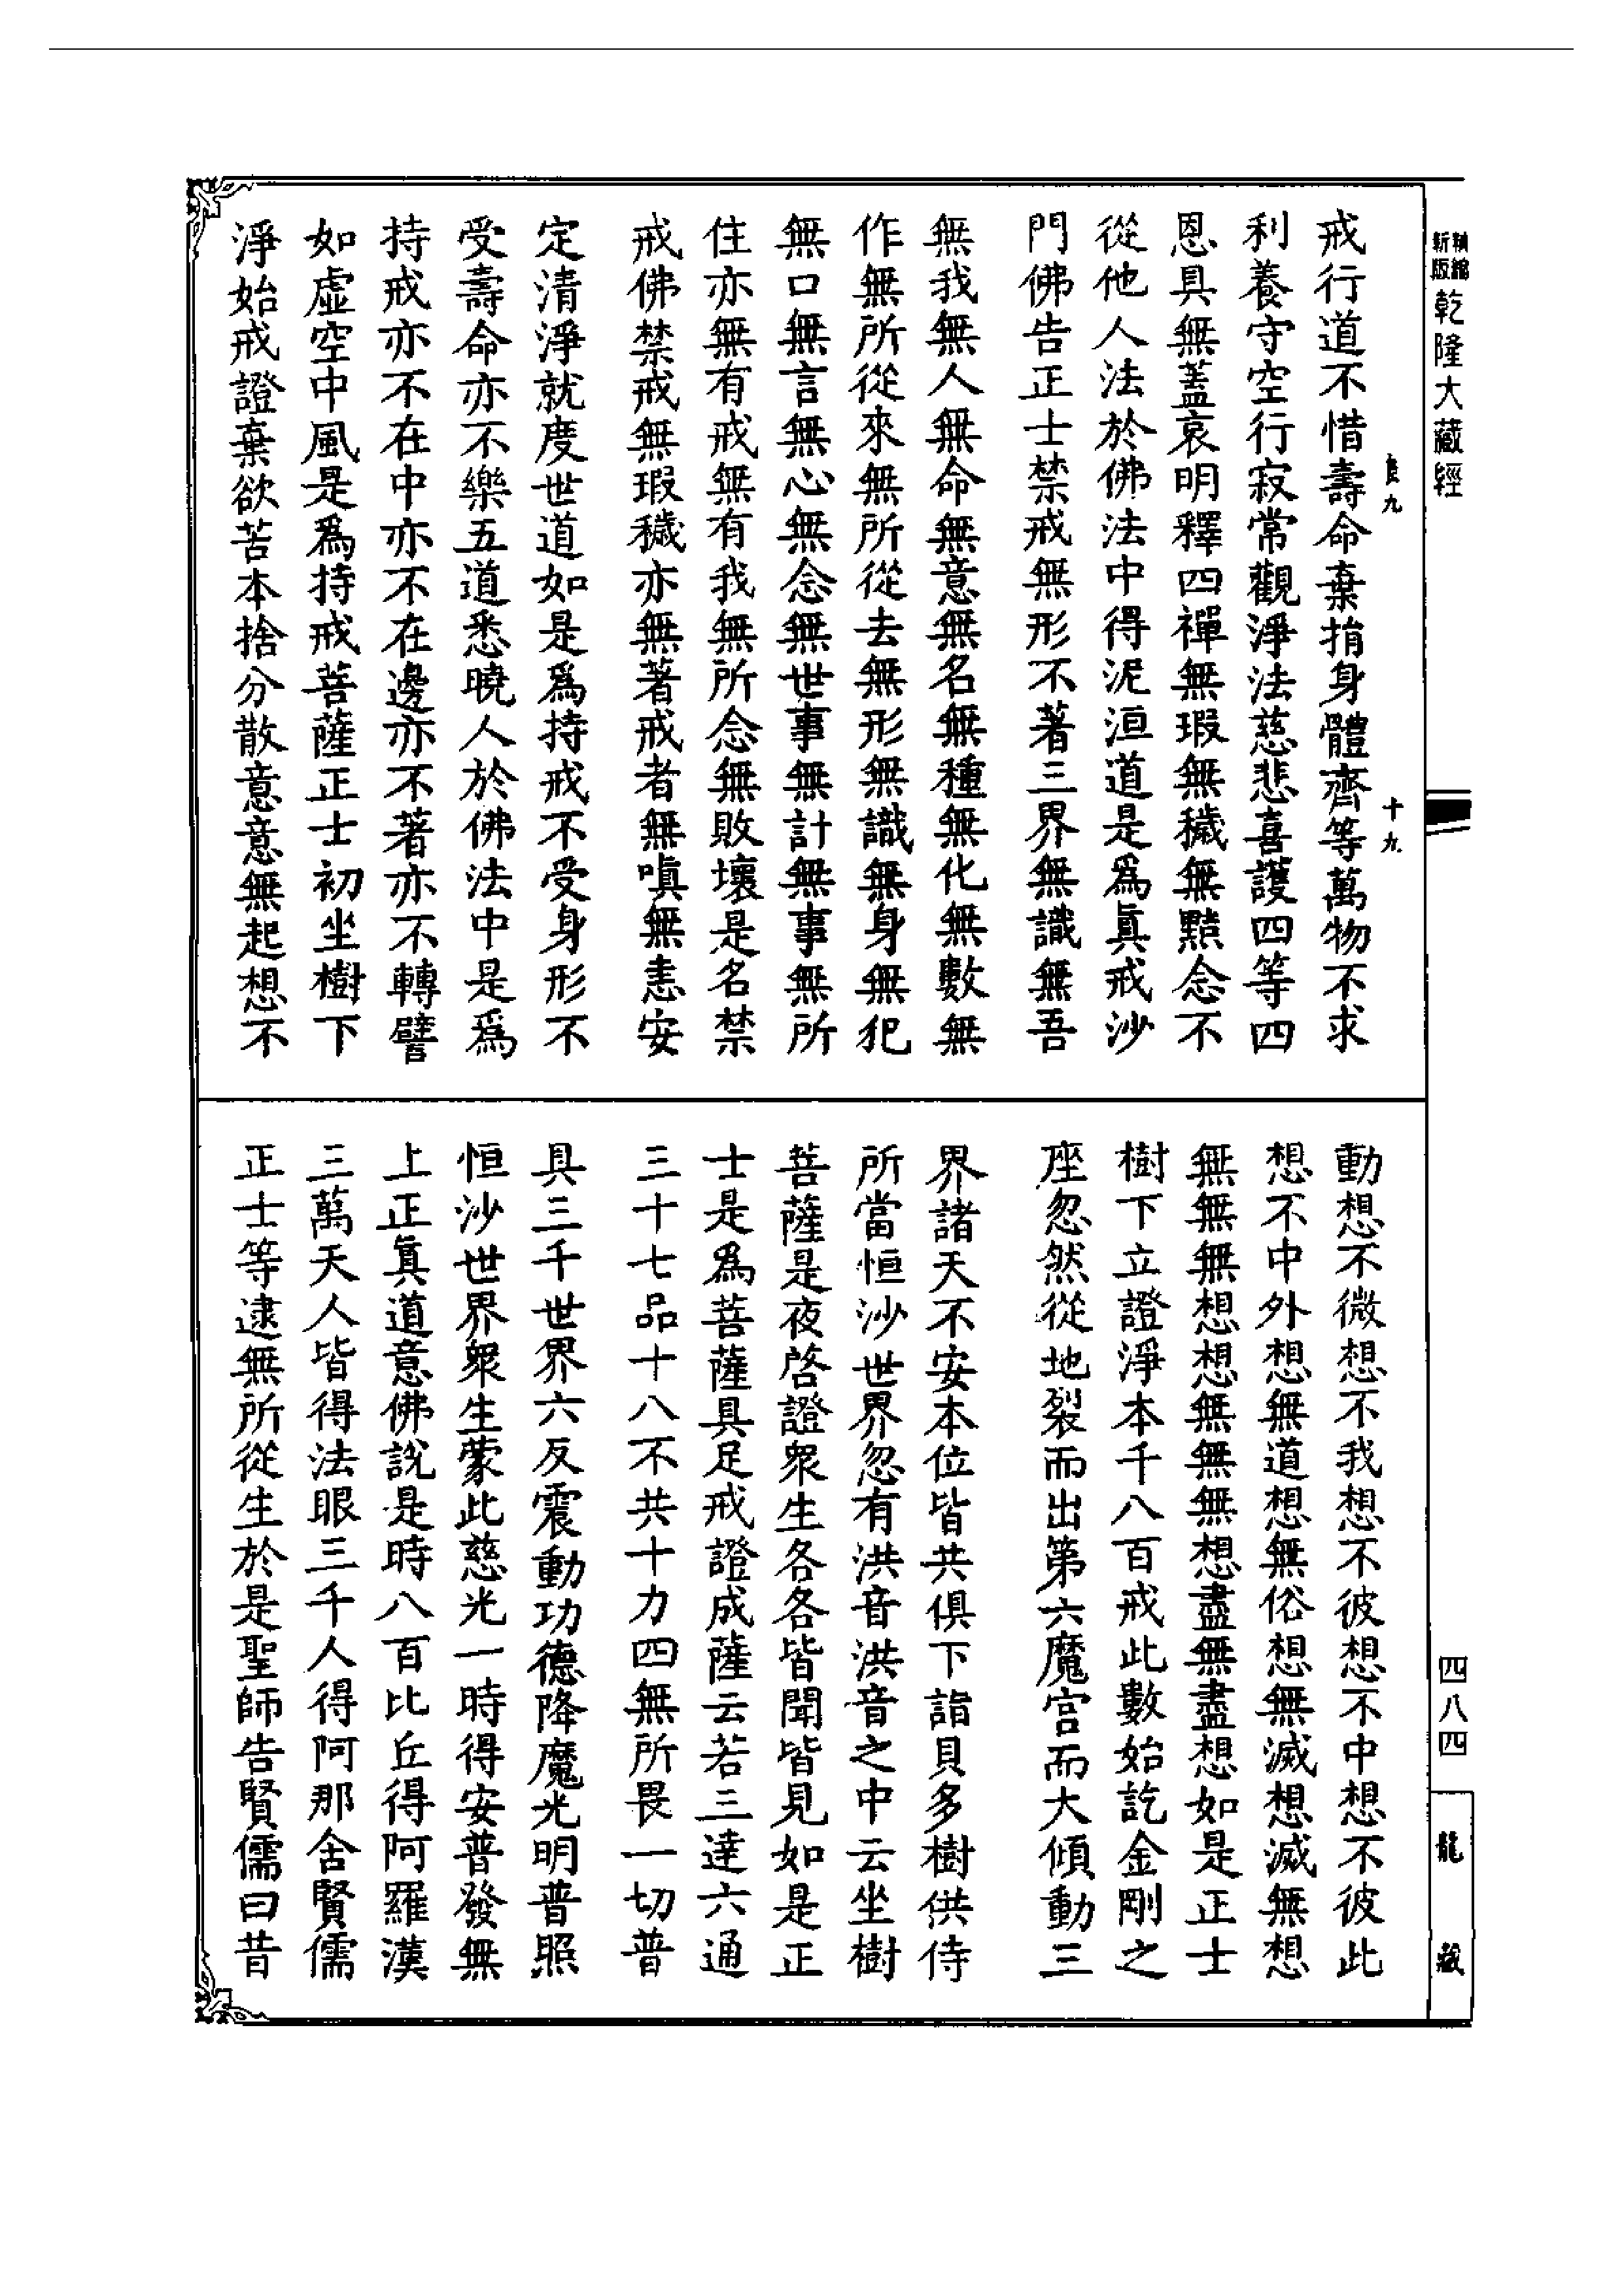 精縮
新版
乾隆大藏經
良九
十九
戒行道不惜壽命棄捐身體齊等萬物不求
利養守空行寂常觀淨法慈悲喜護四等四
恩具無蓋哀明釋四禪無瑕無穢無黠念不
從他人法於佛法中得泥洹道是爲眞戒沙
門佛告正士禁戒無形不著三界無識無吾
無我無人無命無意無名無種無化無數無
作無所從來無所從去無形無識無身無犯
無口無言無心無念無世事無計無事無所
住亦無有戒無有我無所念無敗壞是名禁
戒佛禁戒無瑕穢亦無著戒者無嗔無恚安
定清淨就度世道如是爲持戒不受身形不
受壽命亦不樂五道悉曉人於佛法中是爲
持戒亦不在中亦不在邊亦不著亦不轉譬
如虛空中風是爲持戒菩薩正士初坐樹下
淨始戒證棄欲苦本捨分散意意無起想不
動想不微想不我想不彼想不中想不彼此
想不中外想無道想無俗想無滅想滅無想
無無無想想無無無想盡無盡想如是正士
樹下立證淨本千八百戒此數始訖金剛之
座忽然從地裂而出第六魔宮而大傾動三
界諸天不安本位皆共俱下詣貝多樹供侍
所當恒沙世界忽有洪音洪音之中云坐樹
菩薩是夜啓證衆生各各皆聞皆見如是正
士是爲菩薩具足戒證成薩云若三達六通
三十七品十八不共十力四無所畏一切普
具三千世界六反震動功德降魔光明普照
恒沙世界衆生蒙此慈光一時得安普發無
上正眞道意佛說是時八百比丘得阿羅漢
三萬天人皆得法眼三千人得阿那含賢儒
正士等逮無所從生於是聖師告賢儒曰昔
四八四
龍藏